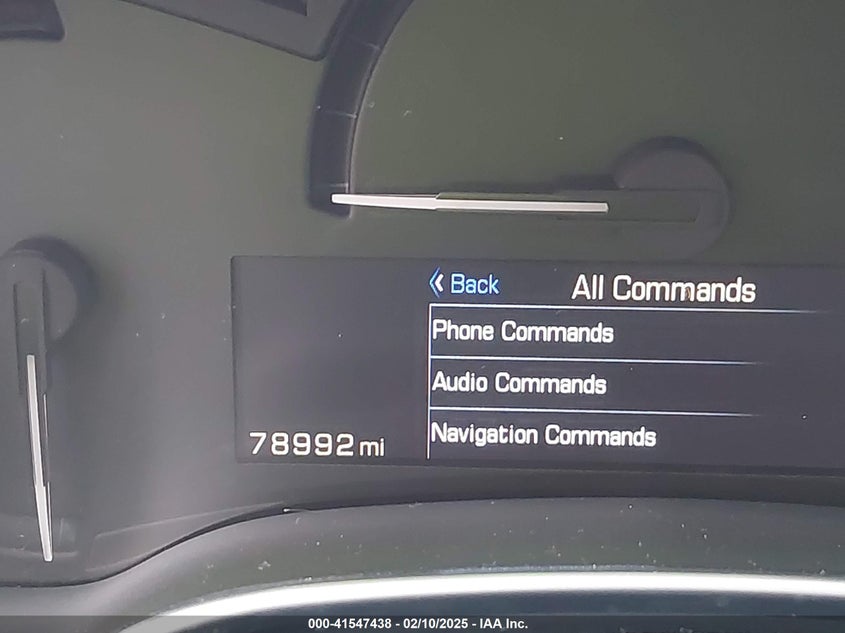 Back All Commands
Phone Commands
Audio Commands
Navigation Commands
78992 mi
000-41547438 - 02/10/2025 - IAA Inc.